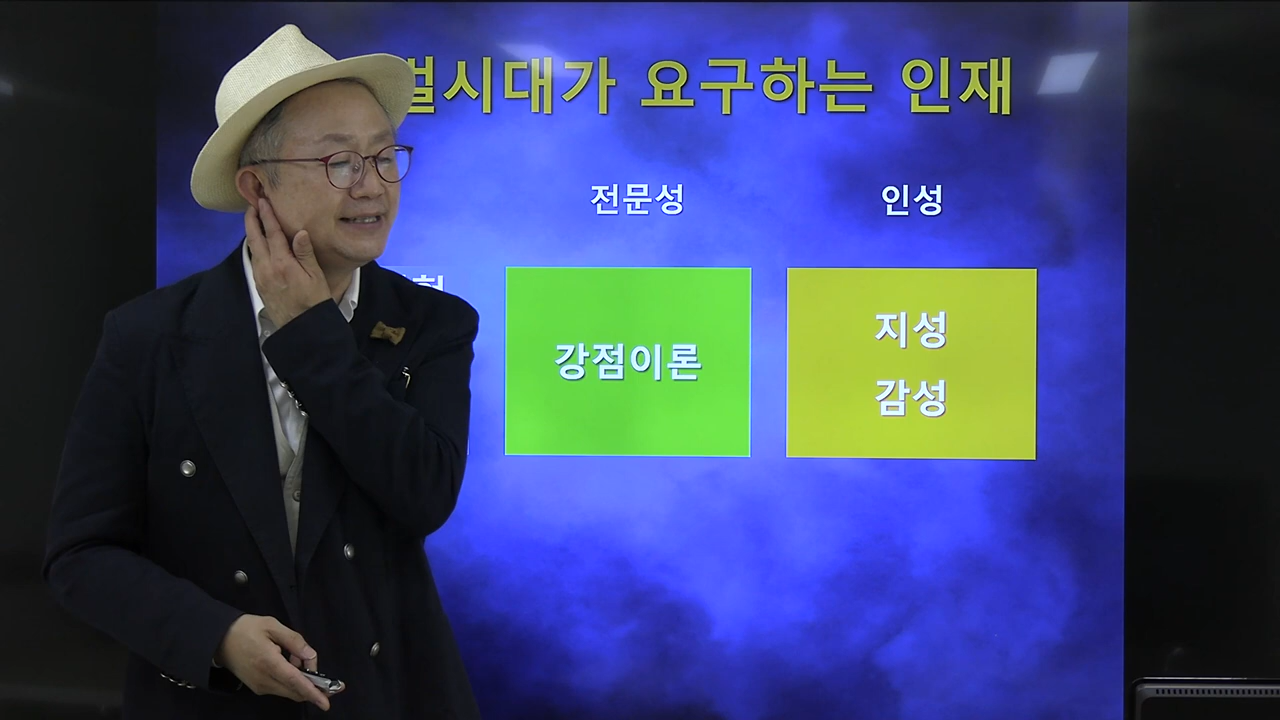 시대가 요구하는 인재
전문성
인성
강점이론
지성
감성